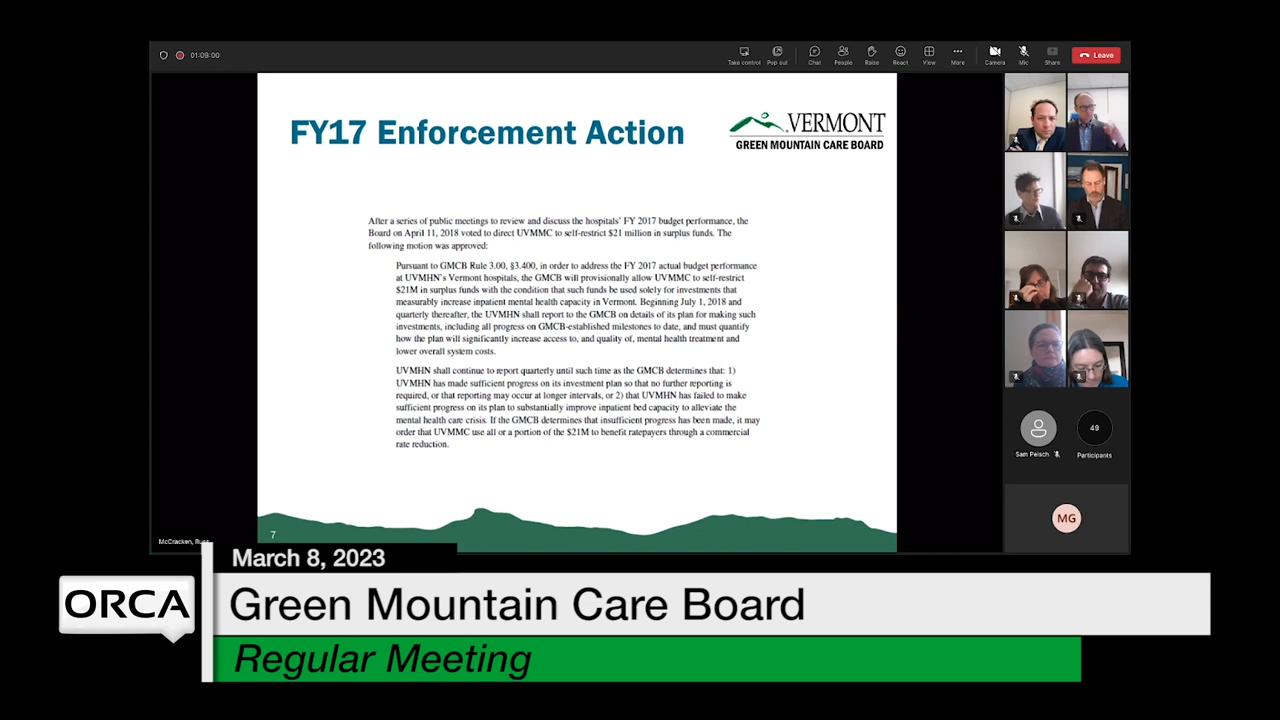 01:09:00
Take control
Pop out
Chat
People
Raise
React
View
More
Camera
Mic
Share
Leave
FY17 Enforcement Action
VERMONT
GREEN MOUNTAIN CARE BOARD
After a series of public meetings to review and discuss the hospitals' FY 2017 budget performance, the
Board on April 11, 2018 voted to direct UVMMC to self-restrict $21 million in surplus funds. The
following motion was approved:
Pursuant to GMCB Rule 3.00, §3.400, in order to address the FY 2017 actual budget performance
at UVMHN's Vermont hospitals, the GMCB will provisionally allow UVMMC to self-restrict
$21M in surplus funds with the condition that such funds be used solely for investments that
measurably increase inpatient mental health capacity in Vermont. Beginning July 1, 2018 and
quarterly thereafter, the UVMHN shall report to the GMCB on details of its plan for making such
investments, including all progress on GMCB-established milestones to date, and must quantify
how the plan will significantly increase access to, and quality of, mental health treatment and
lower overall system costs.
UVMHN shall continue to report quarterly until such time as the GMCB determines that: 1)
UVMHN has made sufficient progress on its investment plan so that no further reporting is
required, or that reporting may occur at longer intervals, or 2) that UVMHN has failed to make
sufficient progress on its plan to substantially improve inpatient bed capacity to alleviate the
mental health care crisis. If the GMCB determines that insufficient progress has been made, it may
order that UVMMC use all or a portion of the $21M to benefit ratepayers through a commercial
rate reduction.
7
49
Sam Peisch
Participants
MG
McCracken,
March 8, 2023
ORCA
Green Mountain Care Board
Regular Meeting